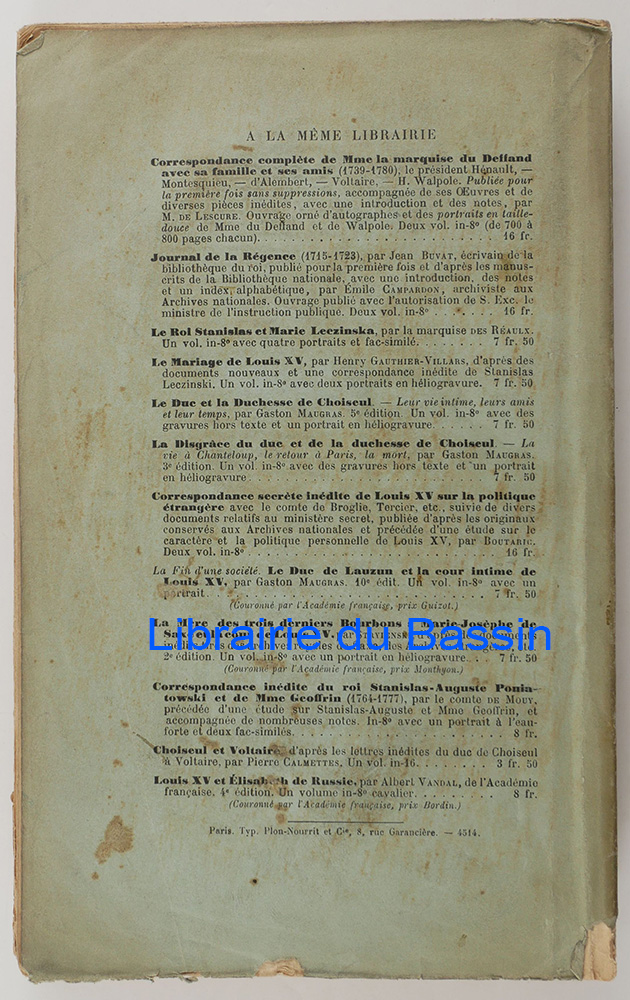 A LA MÊME LIBRAIRIE
Correspondance complète de Mme la marquise du Deffand
avec sa famille et ses amis (1739-1780), le président Hénault, —
Montesquieu, — d'Alembert, — Voltaire, — H. Walpole. Publiée pour
la première fois sans suppressions, accompagnée de ses Œuvres et de
diverses pièces inédites, avec une introduction et des notes, par
M. DE LESCURE. Ouvrage orné d'autographes et des portraits en taille-
douce de Mme du Deffand et de Walpole. Deux vol. in-8° (de 700 à
800 pages chacun). . . . . . . . . . . . . . . . . . . . . . 16 fr.
Journal de la Régence (1715-1723), par Jean BUVAT, écrivain de la
bibliothèque du roi, publié pour la première fois et d'après les manus-
crits de la Bibliothèque nationale, avec une introduction, des notes
et un index alphabétique, par Émile CAMPARDON, archiviste aux
Archives nationales. Ouvrage publié avec l'autorisation de S. Exc. le
ministre de l'instruction publique. Deux vol. in-8° . . . . . 16 fr.
Le Roi Stanislas et Marie Leczinska, par la marquise DES RÉAULX.
Un vol. in-8° avec quatre portraits et fac-similé. . . . . . . 7 fr. 50
Le Mariage de Louis XV, par Henry GAUTHIER-VILLARS, d'après des
documents nouveaux et une correspondance inédite de Stanislas
Leczinski. Un vol. in-8° avec deux portraits en héliogravure. 7 fr. 50
Le Duc et la Duchesse de Choiseul. — Leur vie intime, leurs amis
et leur temps, par Gaston MAUGRAS. 5e édition. Un vol. in-8° avec des
gravures hors texte et un portrait en héliogravure. . . . . . 7 fr. 50
La Disgrâce du duc et de la duchesse de Choiseul. — La
vie à Chanteloup, le retour à Paris, la mort, par Gaston MAUGRAS.
3e édition. Un vol. in-8° avec des gravures hors texte et un portrait
en héliogravure . . . . . . . . . . . . . . . . . . . . . 7 fr. 50
Correspondance secrète inédite de Louis XV sur la politique
étrangère avec le comte de Broglie, Tercier, etc., suivie de divers
documents relatifs au ministère secret, publiée d'après les originaux
conservés aux Archives nationales et précédée d'une étude sur le
caractère et la politique personnelle de Louis XV, par BOUTARIC.
Deux vol. in-8° . . . . . . . . . . . . . . . . . . . . . 16 fr.
La Fin d'une société. Le Duc de Lauzun et la cour intime de
Louis XV, par Gaston MAUGRAS. 10e édit. Un vol. in-8° avec un
portrait. . . . . . . . . . . . . . . . . . . . . . . . . 7 fr. 50
(Couronné par l'Académie française, prix Guizot.)
La Mère des trois derniers Bourbons : Marie-Josèphe de
Librairie du Bassin
2e édition. Un vol. in-8° avec un portrait en héliogravure. . . 7 fr. 50
(Couronné par l'Académie française, prix Monthyon.)
Correspondance inédite du roi Stanislas-Auguste Ponia-
towski et de Mme Geoffrin (1764-1777), par le comte DE MOUY,
précédée d'une étude sur Stanislas-Auguste et Mme Geoffrin, et
accompagnée de nombreuses notes. In-8° avec un portrait à l'eau-
forte et deux fac-similés. . . . . . . . . . . . . . . . . 8 fr.
Choiseul et Voltaire, d'après les lettres inédites du duc de Choiseul
à Voltaire, par Pierre CALMETTES. Un vol. in-16. . . . . . . 3 fr. 50
Louis XV et Élisabeth de Russie, par Albert VANDAL, de l'Académie
française. 4e édition. Un volume in-8° cavalier. . . . . . . . 8 fr.
(Couronné par l'Académie française, prix Bordin.)
Paris. Typ. Plon-Nourrit et Cie, 8, rue Garancière. — 4514.